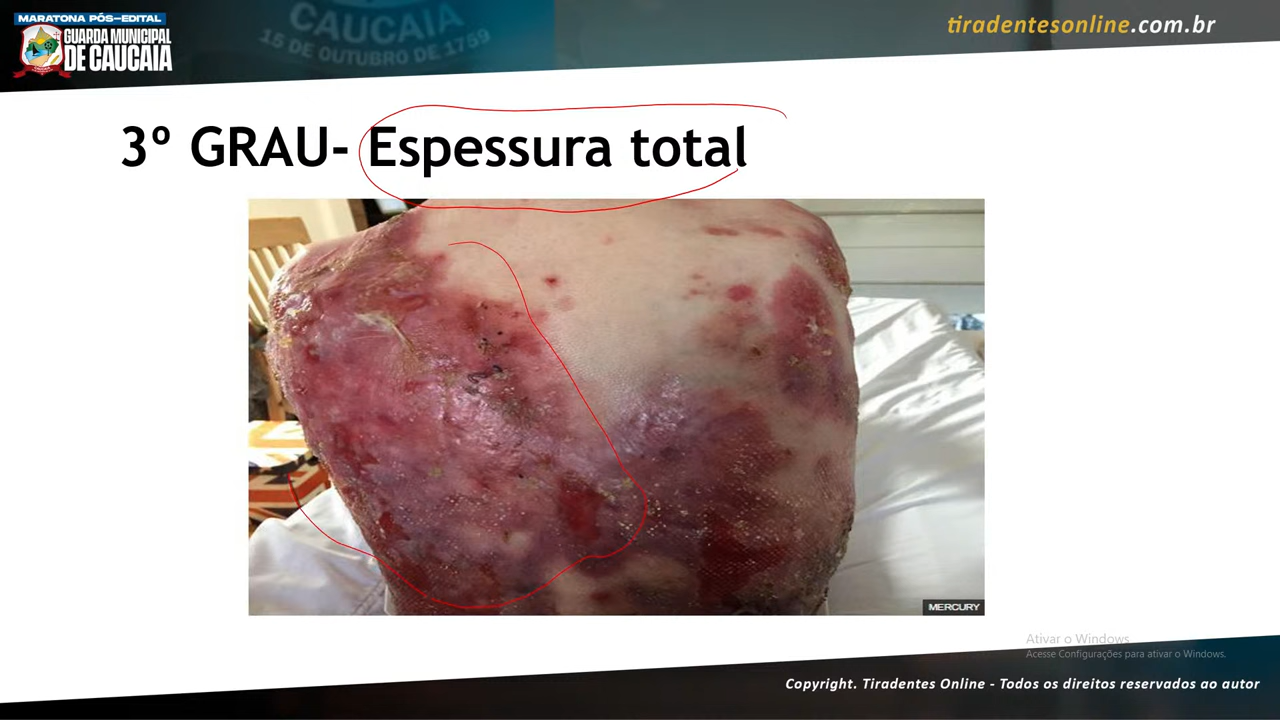 MARATONA PÓS-EDITAL
GUARDA MUNICIPAL
DE CAUCAIA
CAUCAIA
15 DE OUTUBRO DE 1759
tiradentesonline.com.br
3º GRAU- Espessura total
MERCURY
Ativar o Windows
Acesse Configurações para ativar o Windows.
Copyright. Tiradentes Online - Todos os direitos reservados ao autor